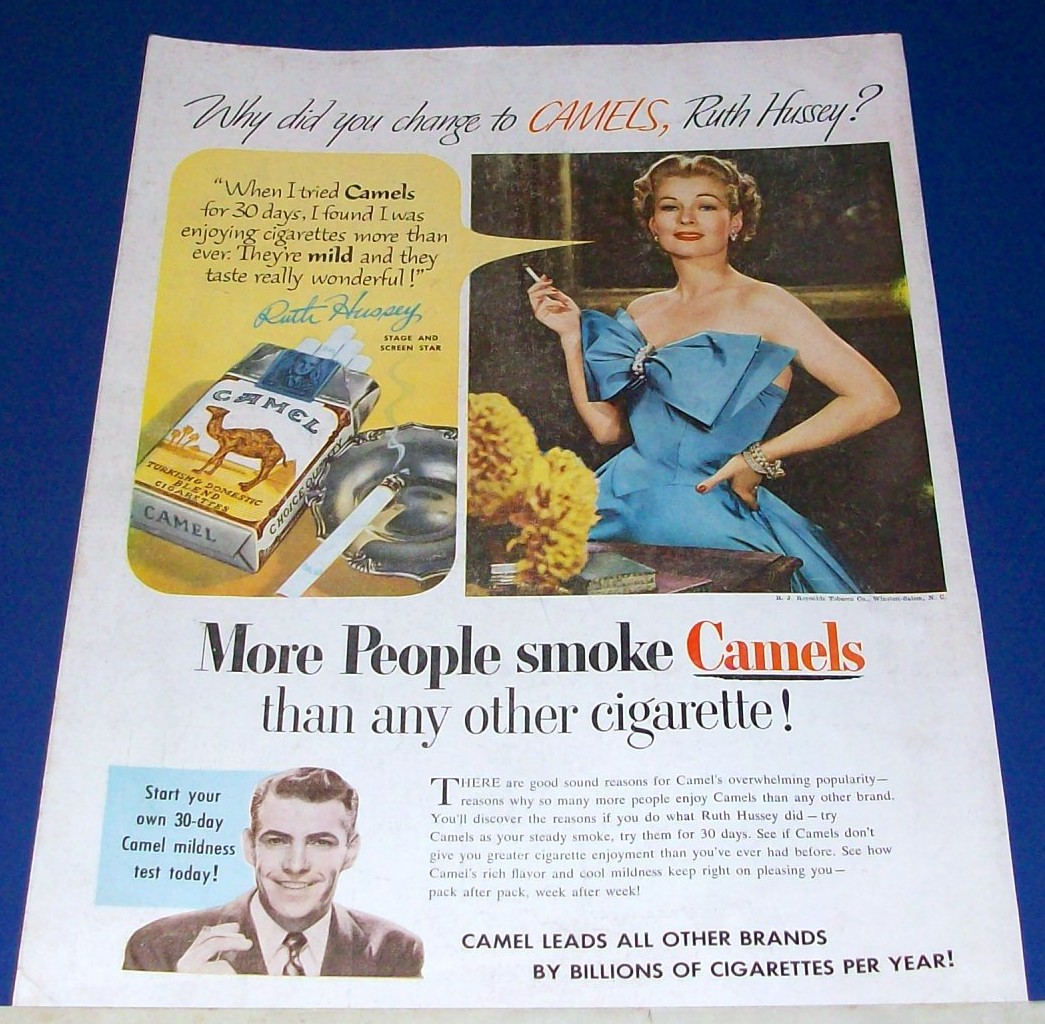 Why did you change to CAMELS, Ruth Hussey?
"When I tried Camels
for 30 days, I found I was
enjoying cigarettes more than
ever. They're mild and they
taste really wonderful!"
Ruth Hussey
STAGE AND
SCREEN STAR
CAMEL
TURKISH & DOMESTIC
BLEND
CIGARETTES
CAMEL
CHOICE QUALITY
R. J. Reynolds Tobacco Co., Winston-Salem, N. C.
More People smoke Camels
than any other cigarette!
Start your
own 30-day
Camel mildness
test today!
THERE are good sound reasons for Camel's overwhelming popularity—
reasons why so many more people enjoy Camels than any other brand.
You'll discover the reasons if you do what Ruth Hussey did — try
Camels as your steady smoke, try them for 30 days. See if Camels don't
give you greater cigarette enjoyment than you've ever had before. See how
Camel's rich flavor and cool mildness keep right on pleasing you—
pack after pack, week after week!
CAMEL LEADS ALL OTHER BRANDS
BY BILLIONS OF CIGARETTES PER YEAR!